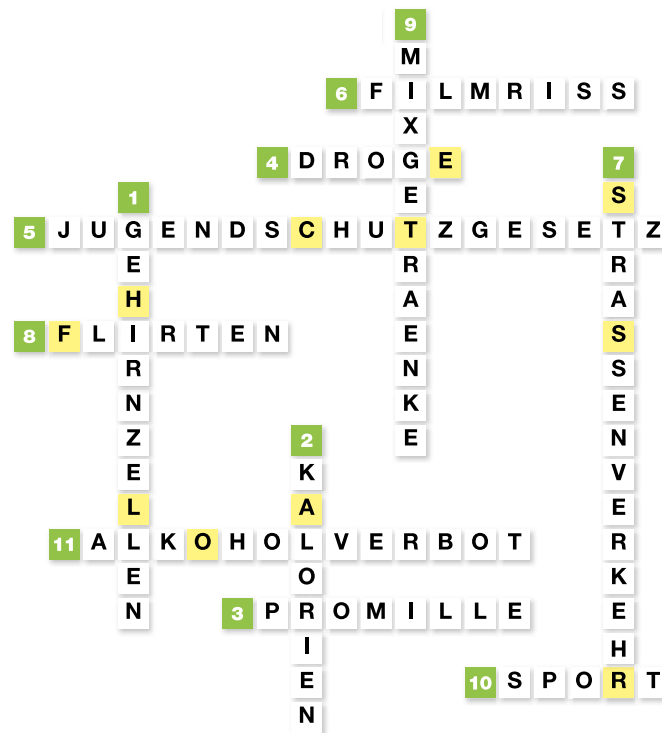 9 MIXGETRAENKE
6 FILMRISS
4 DROGE
7 STRASSENVERKEHR
1 GEHIRNZELLEN
5 JUGENDSCHUTZGESETZ
8 FLIRTEN
2 KALORIEN
11 ALKOHOLVERBOT
3 PROMILLE
10 SPORT